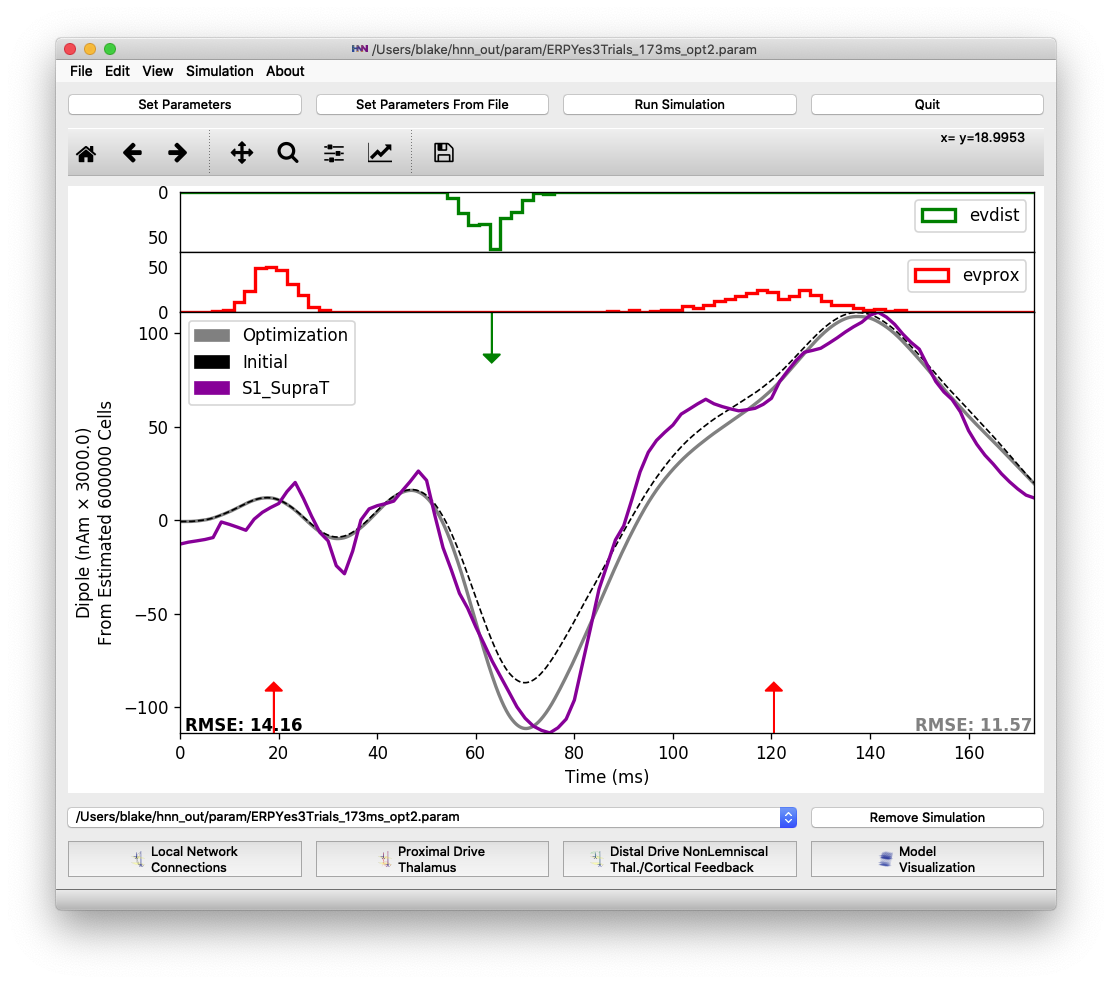 HNN /Users/blake/hnn_out/param/ERPYes3Trials_173ms_opt2.param
File Edit View Simulation About
Set Parameters Set Parameters From File Run Simulation Quit
x= y=18.9953
0
50
evdist
50
0
evprox
100
50
0
−50
−100
Dipole (nAm × 3000.0)
From Estimated 600000 Cells
Optimization
Initial
S1_SupraT
RMSE: 14.16
RMSE: 11.57
0 20 40 60 80 100 120 140 160
Time (ms)
/Users/blake/hnn_out/param/ERPYes3Trials_173ms_opt2.param
Remove Simulation
Local Network
Connections
Proximal Drive
Thalamus
Distal Drive NonLemniscal
Thal./Cortical Feedback
Model
Visualization